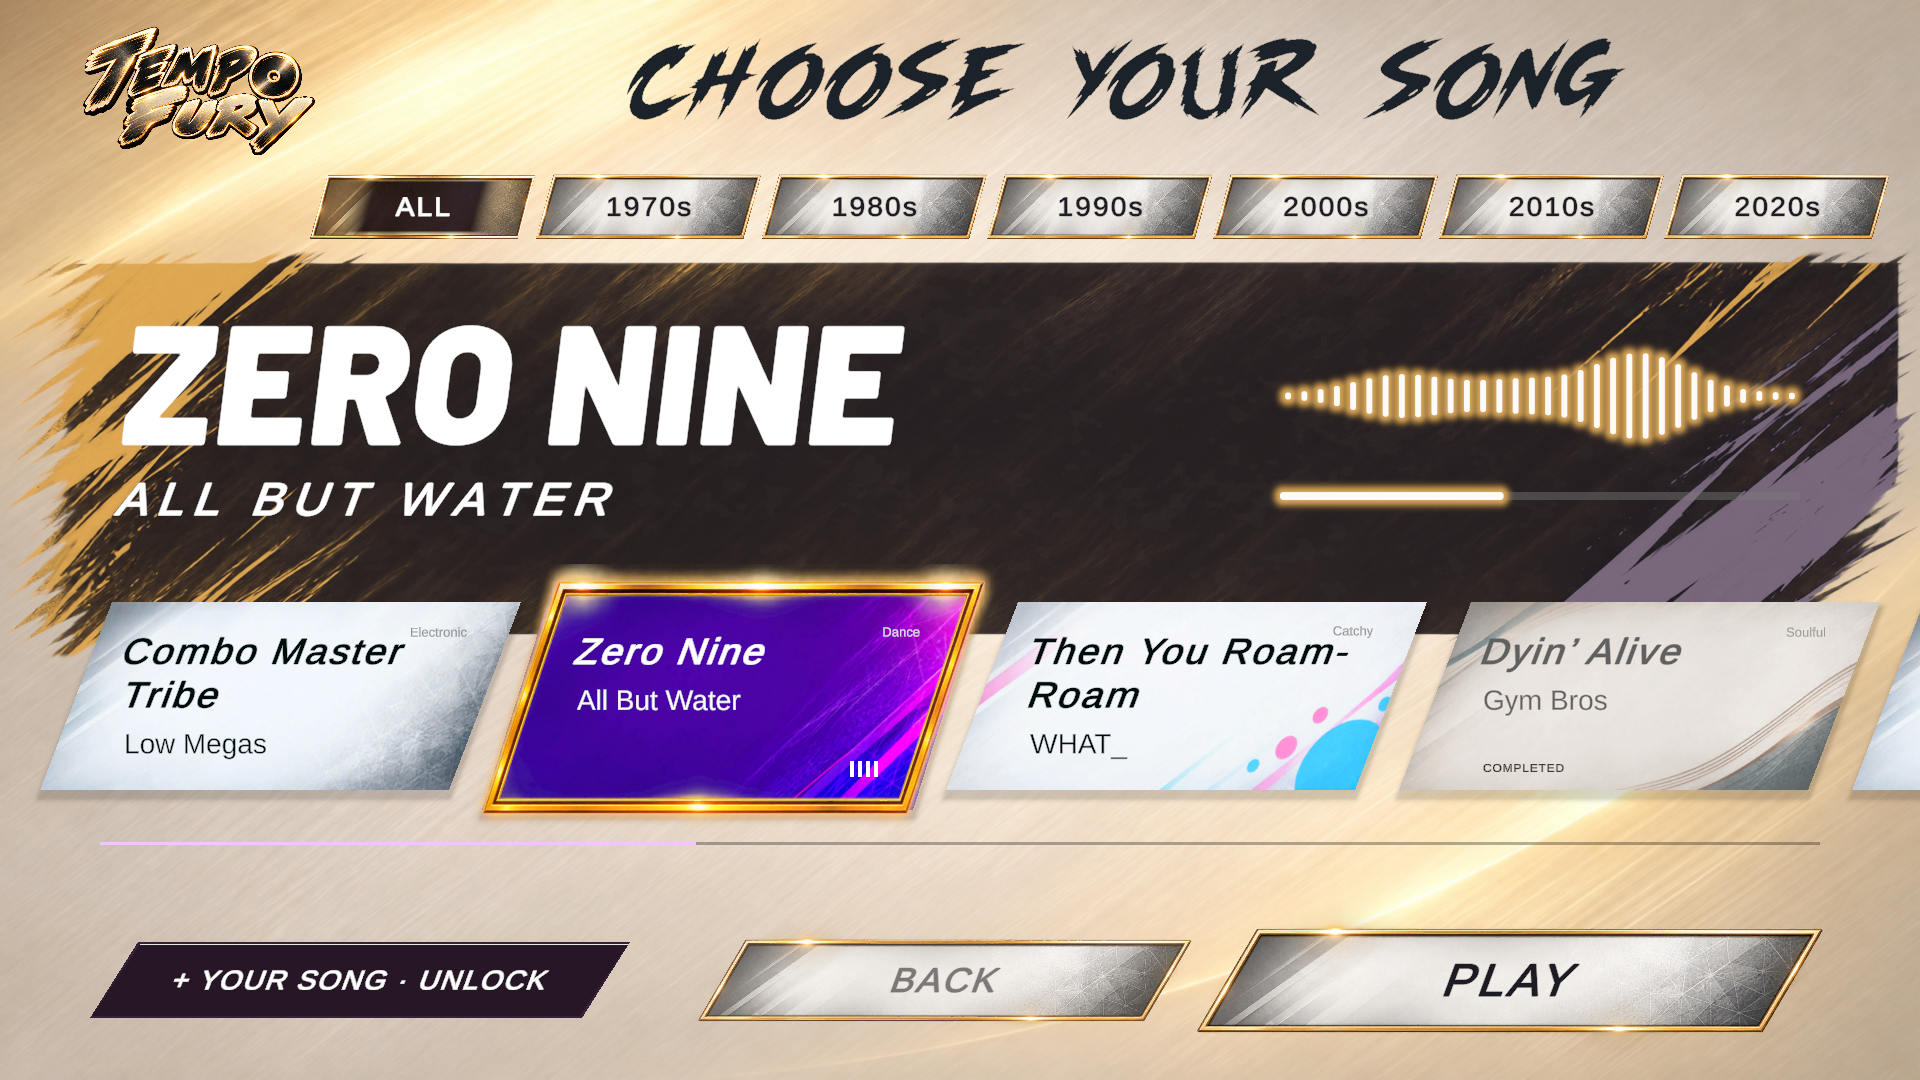 TEMPO
FURY
CHOOSE YOUR SONG
ALL
1970s
1980s
1990s
2000s
2010s
2020s
ZERO NINE
ALL BUT WATER
Electronic
Combo Master
Tribe
Low Megas
Dance
Zero Nine
All But Water
Catchy
Then You Roam-
Roam
WHAT_
Soulful
Dyin’ Alive
Gym Bros
COMPLETED
+ YOUR SONG · UNLOCK
BACK
PLAY